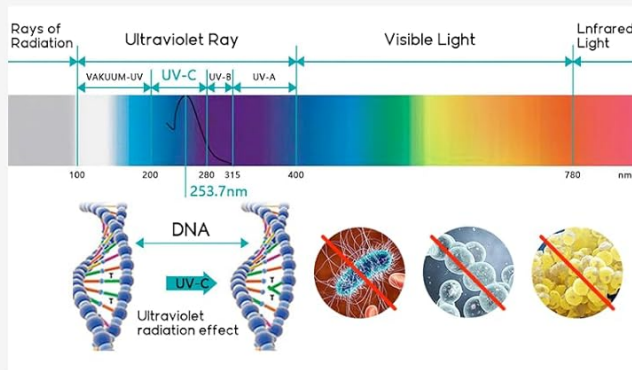 Rays of
Radiation
Ultraviolet Ray
Visible Light
Lnfrared
Light
VAKUUM-UV
UV-C
UV-B
UV-A
100
200
280
315
400
780
nm
253.7nm
DNA
T
T
UV-C
T
T
Ultraviolet
radiation effect